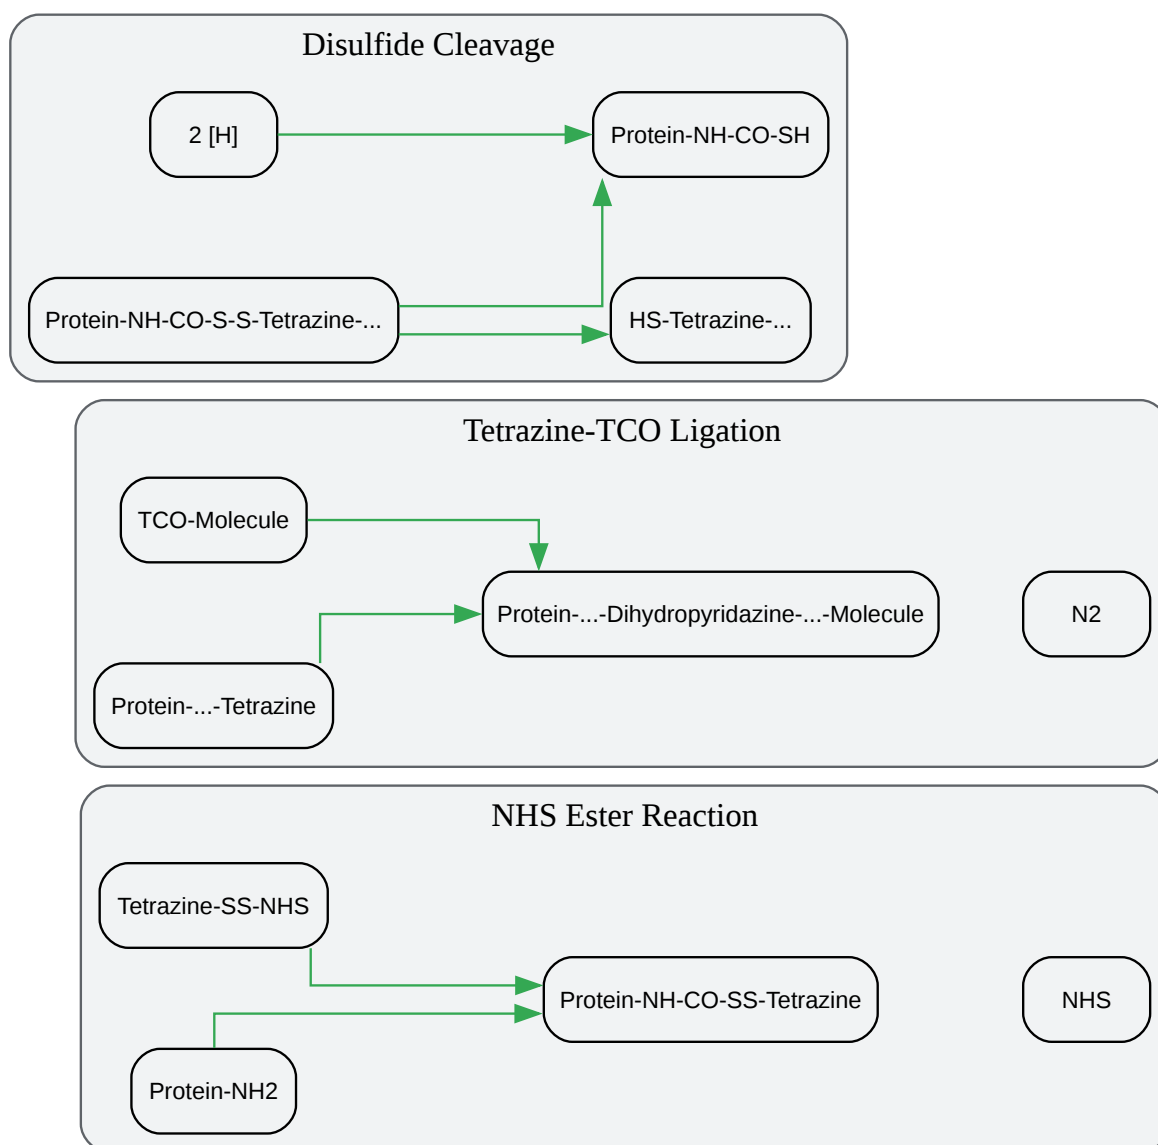 Disulfide Cleavage
2 [H]
Protein-NH-CO-SH
Protein-NH-CO-S-S-Tetrazine-...
HS-Tetrazine-...
Tetrazine-TCO Ligation
TCO-Molecule
Protein-...-Dihydropyridazine-...-Molecule
N2
Protein-...-Tetrazine
NHS Ester Reaction
Tetrazine-SS-NHS
Protein-NH-CO-SS-Tetrazine
NHS
Protein-NH2